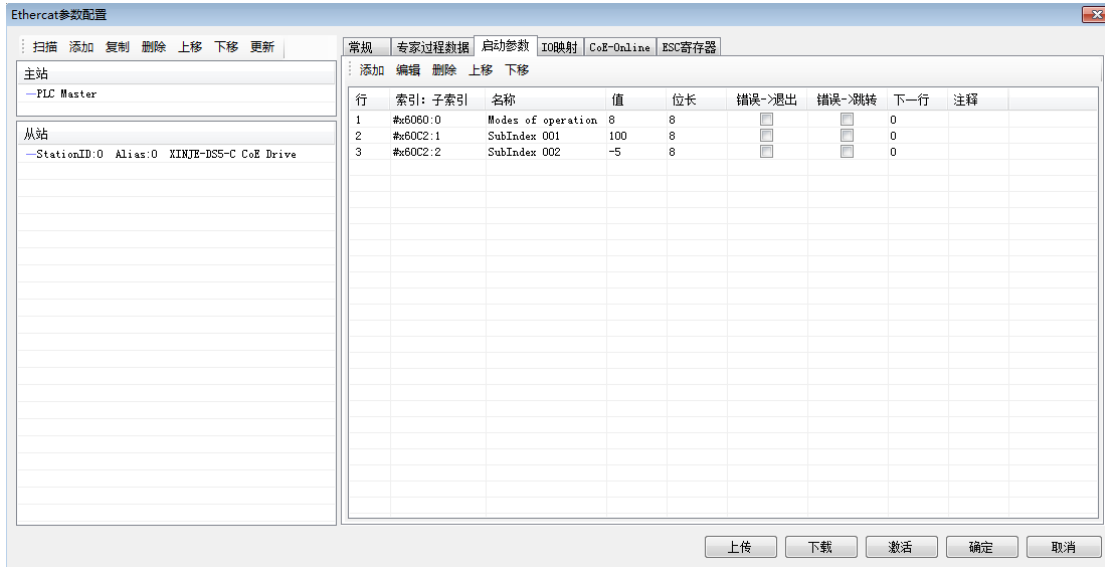 Ethercat参数配置
扫描 添加 复制 删除 上移 下移 更新
主站
PLC Master
从站
StationID:0 Alias:0 XINJE-DS5-C CoE Drive
常规 专家过程数据 启动参数 IO映射 CoE-Online ESC寄存器
添加 编辑 删除 上移 下移
行 索引: 子索引 名称 值 位长 错误->退出 错误->跳转 下一行 注释
1 #x6060:0 Modes of operation 8 8 0
2 #x60C2:1 SubIndex 001 100 8 0
3 #x60C2:2 SubIndex 002 -5 8 0
上传 下载 激活 确定 取消